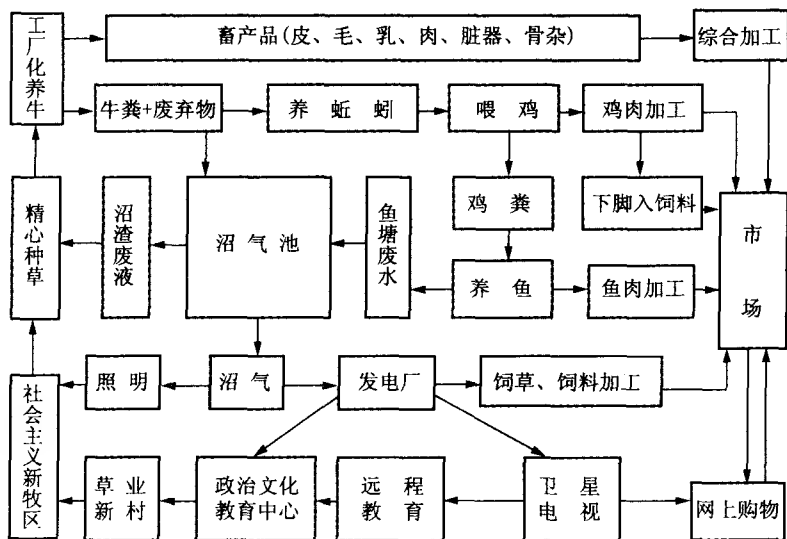 工厂化养牛
畜产品(皮、毛、乳、肉、脏器、骨杂)
综合加工
牛粪+废弃物
养 蚯 蚓
喂 鸡
鸡肉加工
精心种草
沼渣废液
沼 气 池
鱼塘废水
鸡 粪
下脚入饲料
市场
养 鱼
鱼肉加工
社会主义新牧区
照 明
沼 气
发电厂
饲草、饲料加工
草 业
新 村
政治文化
教育中心
远 程
教 育
卫 星
电 视
网上购物